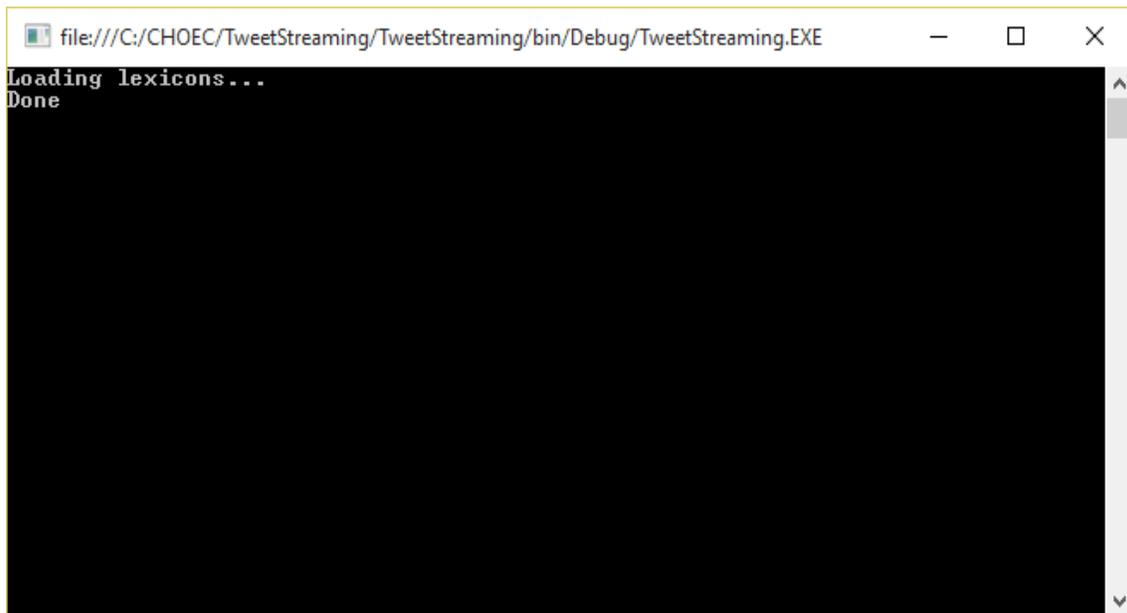 file:///C:/CHOEC/TweetStreaming/TweetStreaming/bin/Debug/TweetStreaming.EXE
Loading lexicons...
Done